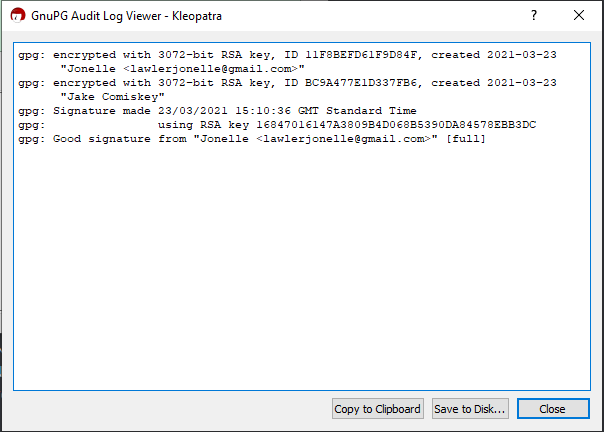 GnuPG Audit Log Viewer - Kleopatra
gpg: encrypted with 3072-bit RSA key, ID 11F8BEFD61F9D84F, created 2021-03-23
"Jonelle <lawlerjonelle@gmail.com>"
gpg: encrypted with 3072-bit RSA key, ID BC9A477E1D337FB6, created 2021-03-23
"Jake Comiskey"
gpg: Signature made 23/03/2021 15:10:36 GMT Standard Time
gpg: using RSA key 16847016147A3809B4D068B5390DA84578EBB3DC
gpg: Good signature from "Jonelle <lawlerjonelle@gmail.com>" [full]
Copy to Clipboard Save to Disk... Close